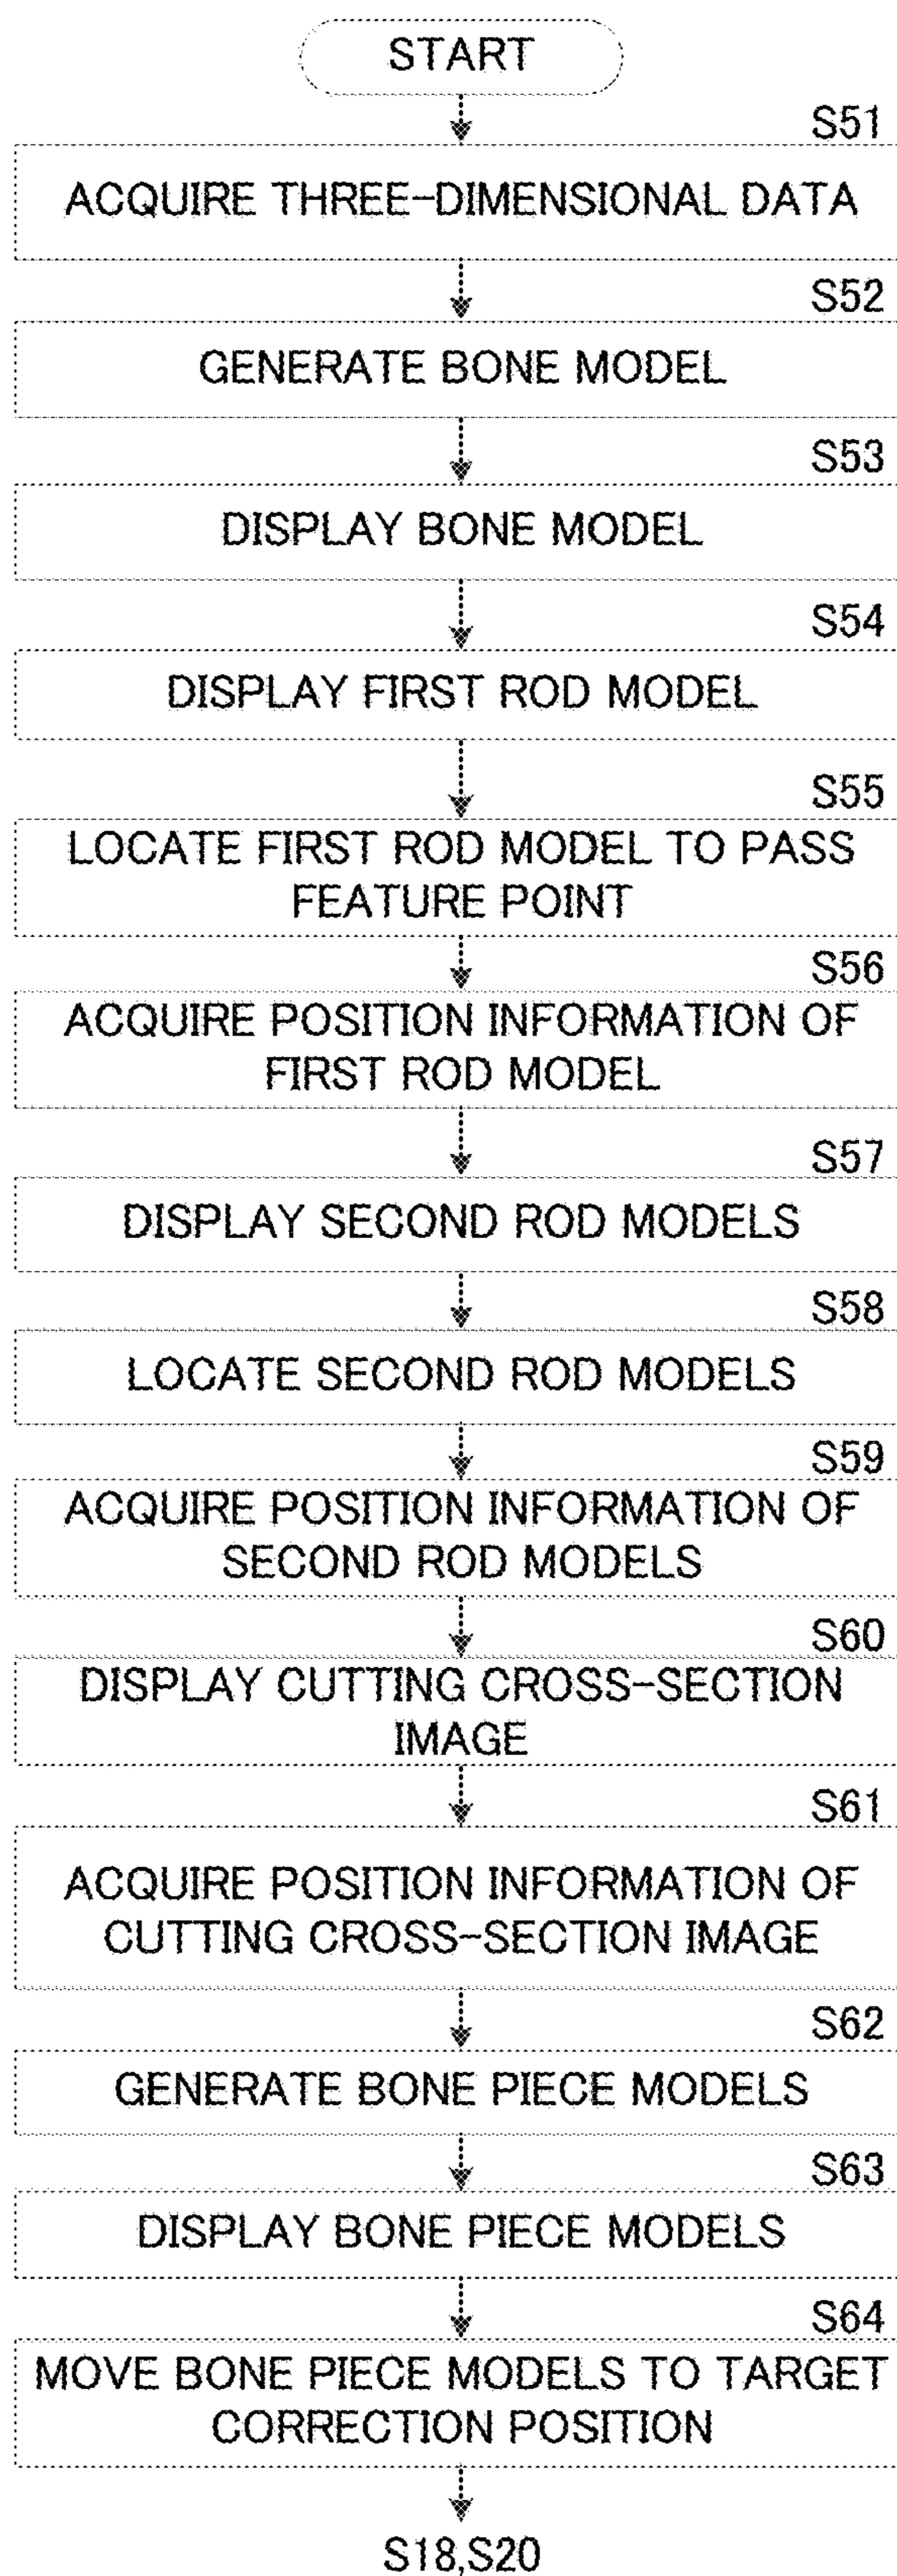 START
S51
ACQUIRE THREE-DIMENSIONAL DATA
S52
GENERATE BONE MODEL
S53
DISPLAY BONE MODEL
S54
DISPLAY FIRST ROD MODEL
S55
LOCATE FIRST ROD MODEL TO PASS
FEATURE POINT
S56
ACQUIRE POSITION INFORMATION OF
FIRST ROD MODEL
S57
DISPLAY SECOND ROD MODELS
S58
LOCATE SECOND ROD MODELS
S59
ACQUIRE POSITION INFORMATION OF
SECOND ROD MODELS
S60
DISPLAY CUTTING CROSS-SECTION
IMAGE
S61
ACQUIRE POSITION INFORMATION OF
CUTTING CROSS-SECTION IMAGE
S62
GENERATE BONE PIECE MODELS
S63
DISPLAY BONE PIECE MODELS
S64
MOVE BONE PIECE MODELS TO TARGET
CORRECTION POSITION
S18,S20